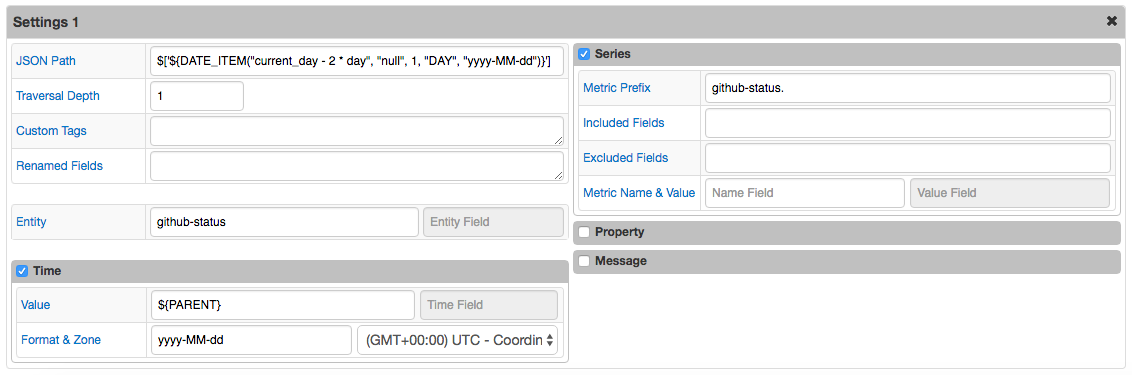 Settings 1
JSON Path
$['${DATE_ITEM("current_day - 2 * day", "null", 1, "DAY", "yyyy-MM-dd")}']
Traversal Depth
1
Custom Tags
Renamed Fields
Entity
github-status
Entity Field
Time
Value
${PARENT}
Time Field
Format & Zone
yyyy-MM-dd
(GMT+00:00) UTC - Coordin
Series
Metric Prefix
github-status.
Included Fields
Excluded Fields
Metric Name & Value
Name Field
Value Field
Property
Message